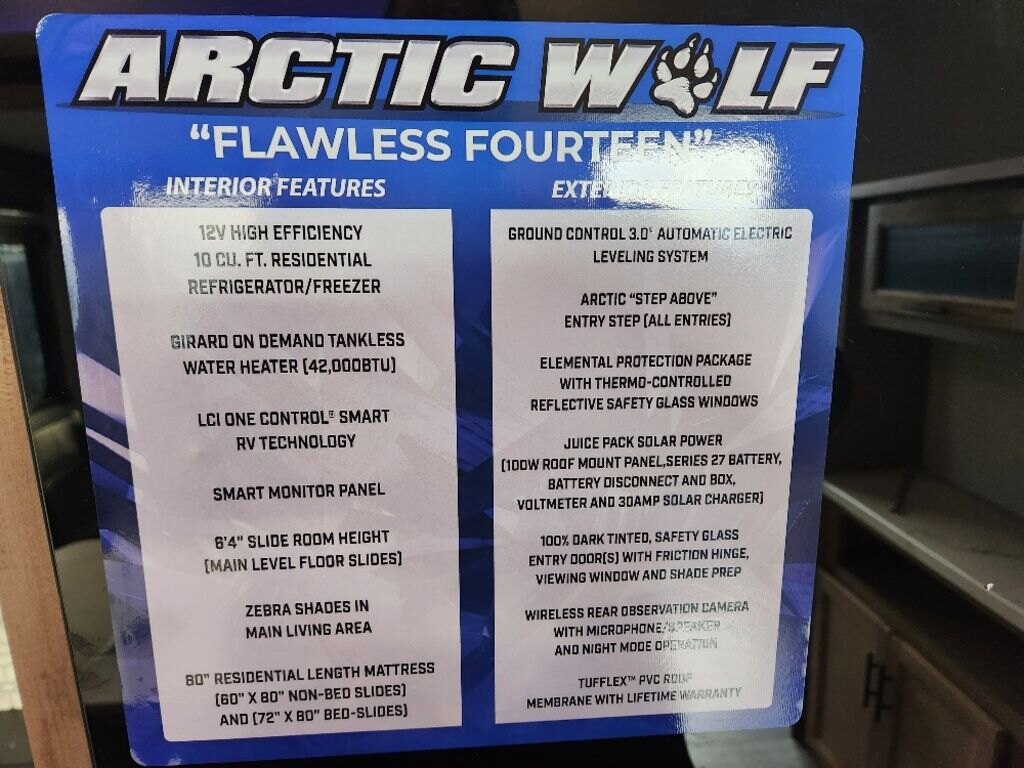 ARCTIC WOLF
"FLAWLESS FOURTEEN"
INTERIOR FEATURES
12V HIGH EFFICIENCY
10 CU. FT. RESIDENTIAL
REFRIGERATOR/FREEZER
GIRARD ON DEMAND TANKLESS
WATER HEATER (42,000BTU)
LCI ONE CONTROL® SMART
RV TECHNOLOGY
SMART MONITOR PANEL
6'4" SLIDE ROOM HEIGHT
(MAIN LEVEL FLOOR SLIDES)
ZEBRA SHADES IN
MAIN LIVING AREA
80" RESIDENTIAL LENGTH MATTRESS
(60" X 80" NON-BED SLIDES)
AND (72" X 80" BED-SLIDES)
EXTERIOR FEATURES
GROUND CONTROL 3.0® AUTOMATIC ELECTRIC
LEVELING SYSTEM
ARCTIC "STEP ABOVE"
ENTRY STEP (ALL ENTRIES)
ELEMENTAL PROTECTION PACKAGE
WITH THERMO-CONTROLLED
REFLECTIVE SAFETY GLASS WINDOWS
JUICE PACK SOLAR POWER
(100W ROOF MOUNT PANEL,SERIES 27 BATTERY,
BATTERY DISCONNECT AND BOX,
VOLTMETER AND 30AMP SOLAR CHARGER)
100% DARK TINTED, SAFETY GLASS
ENTRY DOOR(S) WITH FRICTION HINGE,
VIEWING WINDOW AND SHADE PREP
WIRELESS REAR OBSERVATION CAMERA
WITH MICROPHONE/SPEAKER
AND NIGHT MODE OPERATION
TUFFLEX™ PVC ROOF
MEMBRANE WITH LIFETIME WARRANTY